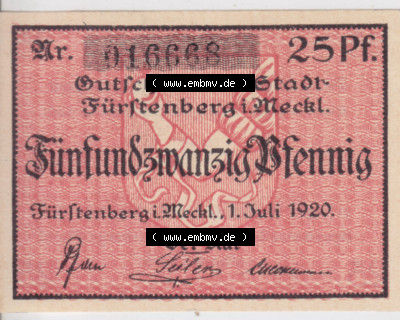 Nr. 016668 25 Pf.
( www.embmv.de ) Stadt
Fürstenberg i. Meckl.
Fünfundzwanzig Pfennig
Fürstenberg i. Meckl., 1. Juli 1920.
( www.embmv.de )